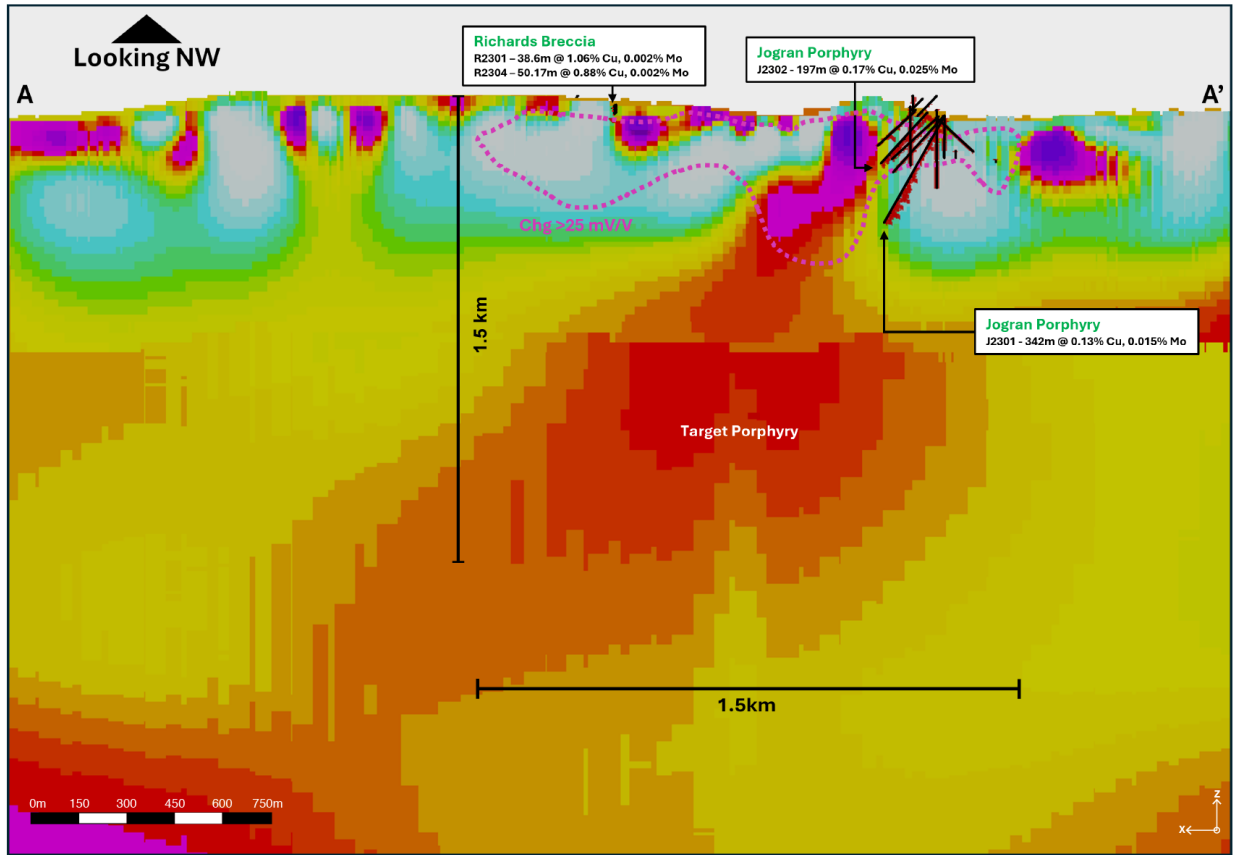 Looking NW
Richards Breccia
R2301 – 38.6m @ 1.06% Cu, 0.002% Mo
R2304 – 50.17m @ 0.88% Cu, 0.002% Mo
Jogran Porphyry
J2302 - 197m @ 0.17% Cu, 0.025% Mo
A
A'
Chg >25 mV/V
1.5 km
Jogran Porphyry
J2301 - 342m @ 0.13% Cu, 0.015% Mo
Target Porphyry
1.5km
0m 150 300 450 600 750m
Z
X